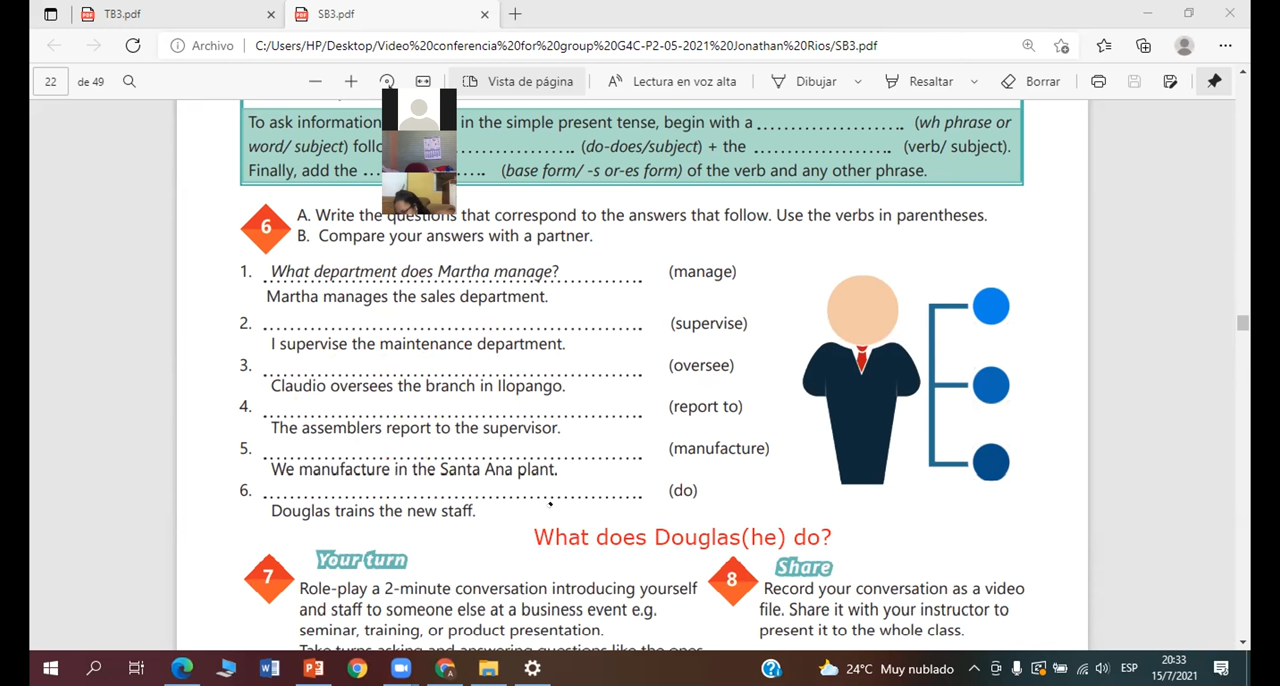 TB3.pdf
SB3.pdf
Archivo C:/Users/HP/Desktop/Video%20conferencia%20for%20group%20G4C-P2-05-2021%20Jonathan%20Rios/SB3.pdf
22 de 49 Vista de página Lectura en voz alta Dibujar Resaltar Borrar
To ask information in the simple present tense, begin with a .................... (wh phrase or
word/ subject) .................... (do-does/subject) + the .................... (verb/ subject).
Finally, add the .................... (base form/ -s or-es form) of the verb and any other phrase.
6
A. Write the questions that correspond to the answers that follow. Use the verbs in parentheses.
B. Compare your answers with a partner.
1. What department does Martha manage? (manage)
Martha manages the sales department.
2. .................... (supervise)
I supervise the maintenance department.
3. .................... (oversee)
Claudio oversees the branch in Ilopango.
4. .................... (report to)
The assemblers report to the supervisor.
5. .................... (manufacture)
We manufacture in the Santa Ana plant.
6. .................... (do)
Douglas trains the new staff.
What does Douglas(he) do?
7 Your turn
Role-play a 2-minute conversation introducing yourself
and staff to someone else at a business event e.g.
seminar, training, or product presentation.
Take turns asking and answering questions like the ones
8 Share
Record your conversation as a video
file. Share it with your instructor to
present it to the whole class.
24°C Muy nublado ESP 20:33
15/7/2021